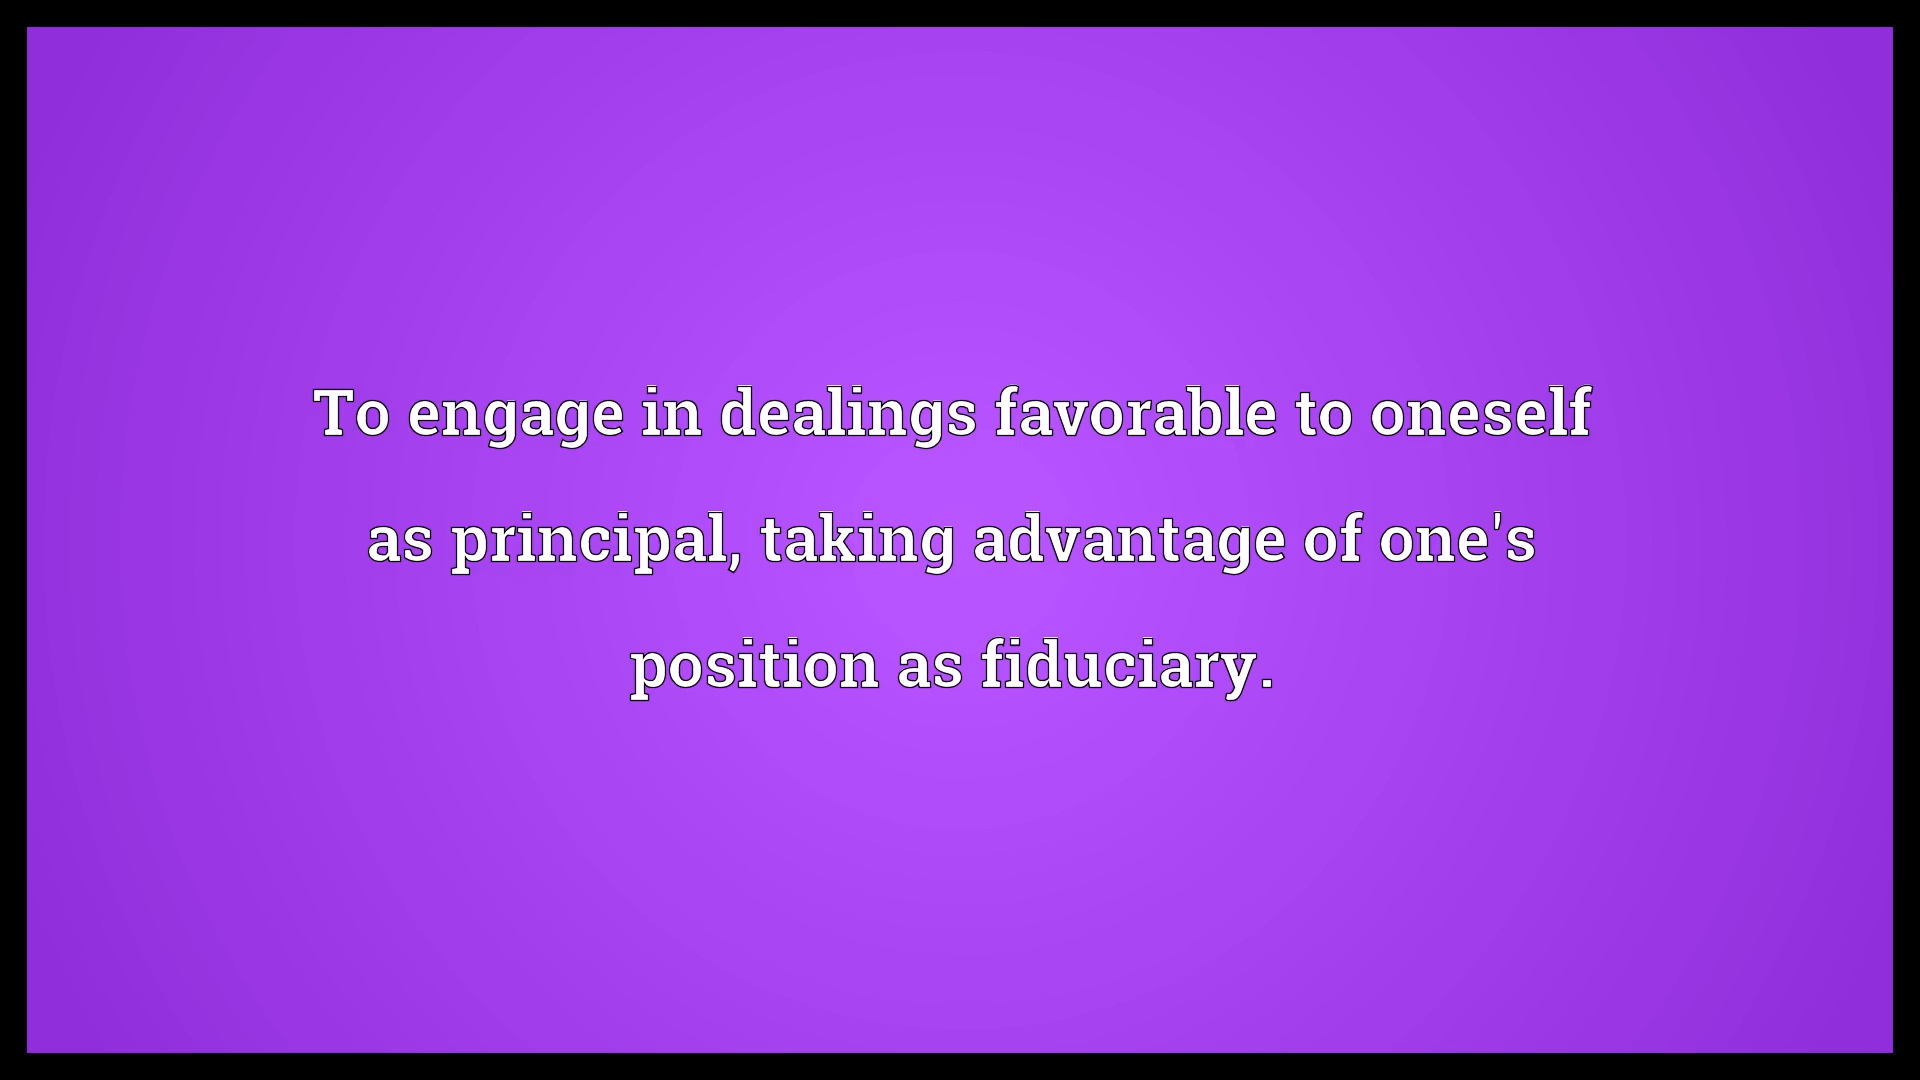 To engage in dealings favorable to oneself
as principal, taking advantage of one's
position as fiduciary.